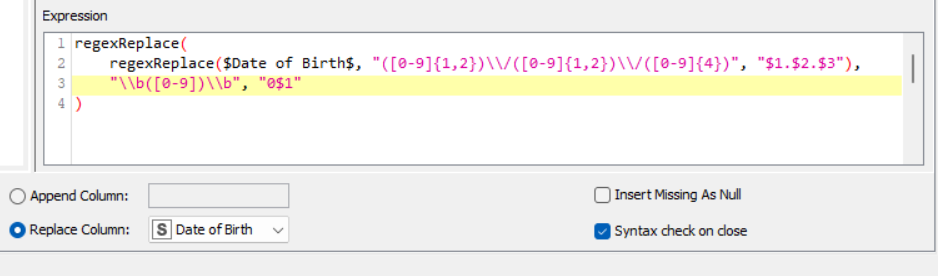 Expression
1 regexReplace(
2 regexReplace($Date of Birth$, "([0-9]{1,2})\\/([0-9]{1,2})\\/([0-9]{4})", "$1.$2.$3"),
3 "\\b([0-9])\\b", "0$1"
4 )
Append Column:
Insert Missing As Null
Replace Column: S Date of Birth
Syntax check on close